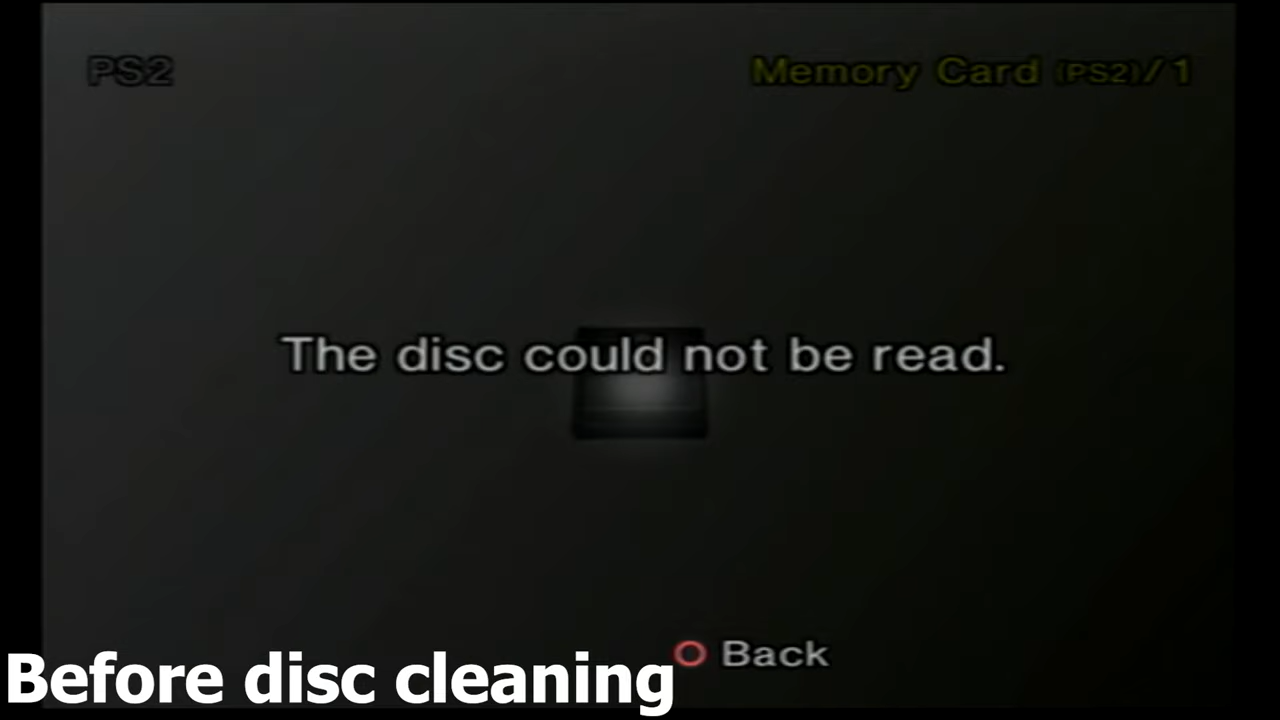 PS2
Memory Card (PS2)/1
The disc could not be read.
Back
Before disc cleaning